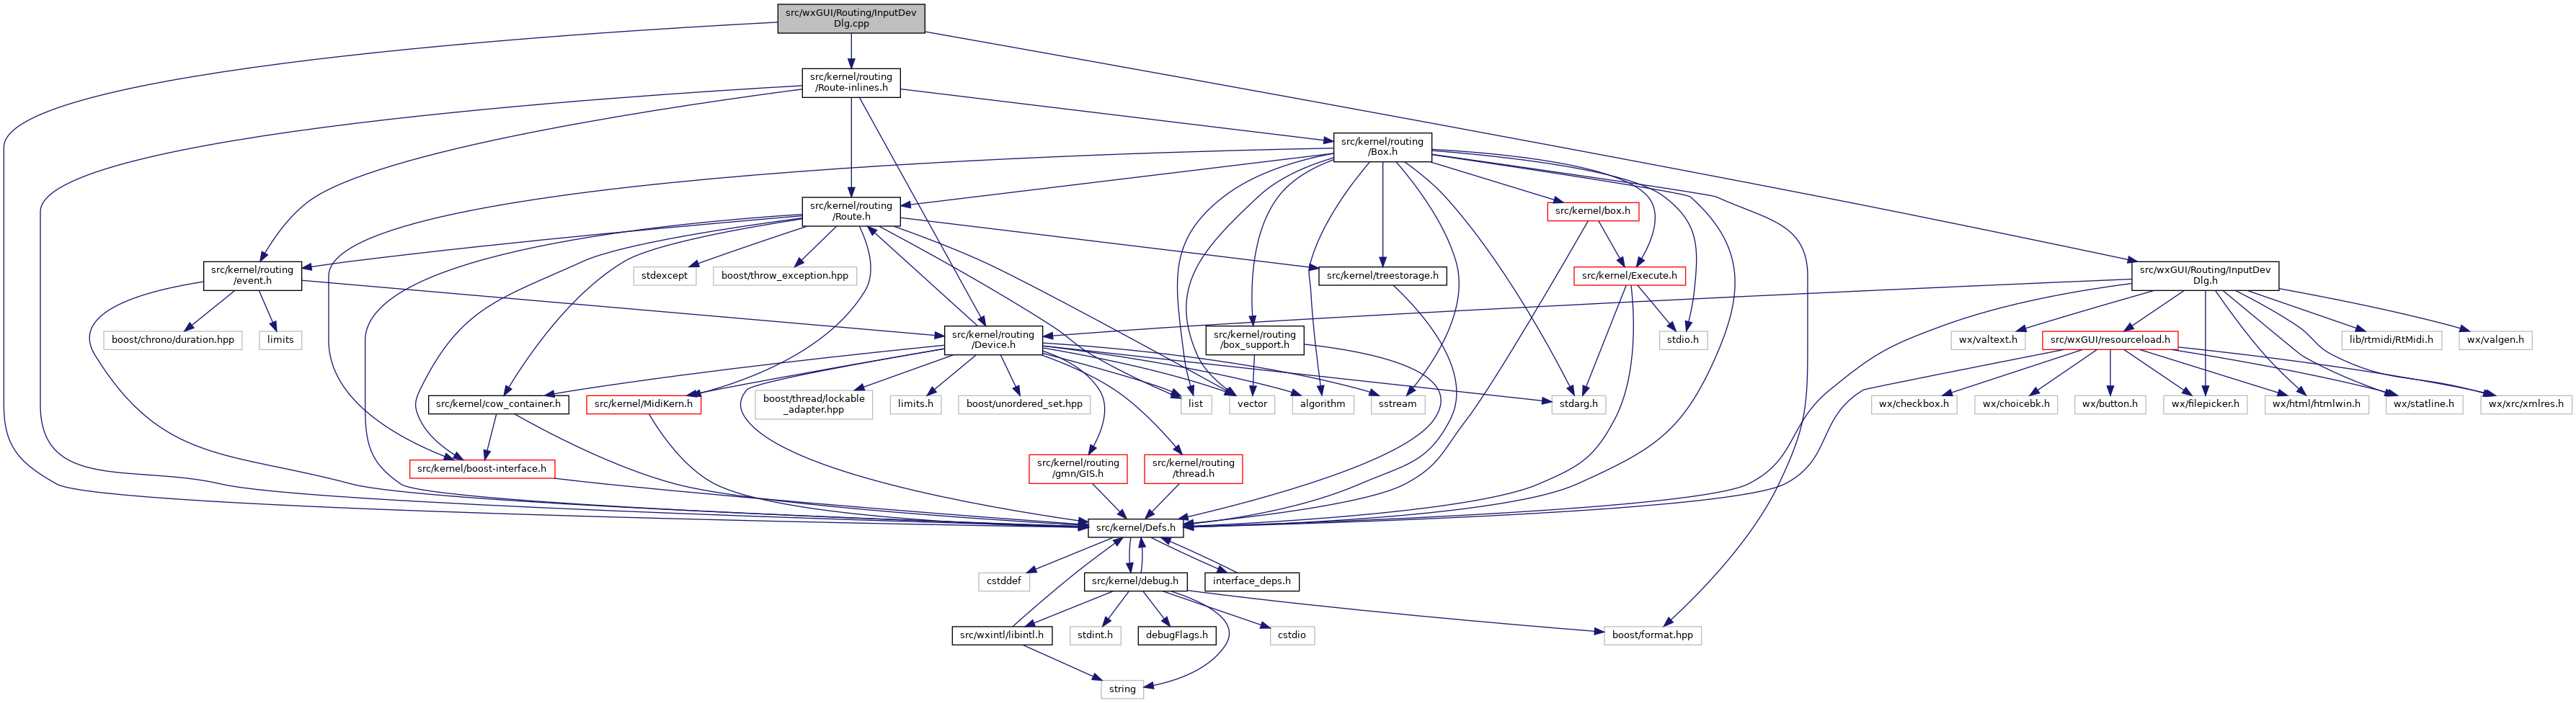 src/wxGUI/Routing/InputDev
Dlg.cpp
src/kernel/routing
/Route-inlines.h
src/kernel/routing
/Box.h
src/kernel/routing
/Route.h
src/kernel/box.h
src/kernel/routing
/event.h
stdexcept
boost/throw_exception.hpp
src/kernel/treestorage.h
src/kernel/Execute.h
src/wxGUI/Routing/InputDev
Dlg.h
boost/chrono/duration.hpp
limits
src/kernel/routing
/Device.h
src/kernel/routing
/box_support.h
stdio.h
wx/valtext.h
src/wxGUI/resourceload.h
lib/rtmidi/RtMidi.h
wx/valgen.h
src/kernel/cow_container.h
src/kernel/MidiKern.h
boost/thread/lockable
_adapter.hpp
limits.h
boost/unordered_set.hpp
list
vector
algorithm
sstream
stdarg.h
wx/checkbox.h
wx/choicebk.h
wx/button.h
wx/filepicker.h
wx/html/htmlwin.h
wx/statline.h
wx/xrc/xmlres.h
src/kernel/boost-interface.h
src/kernel/routing
/gmn/GIS.h
src/kernel/routing
/thread.h
src/kernel/Defs.h
cstddef
src/kernel/debug.h
interface_deps.h
src/wxintl/libintl.h
stdint.h
debugFlags.h
cstdio
boost/format.hpp
string